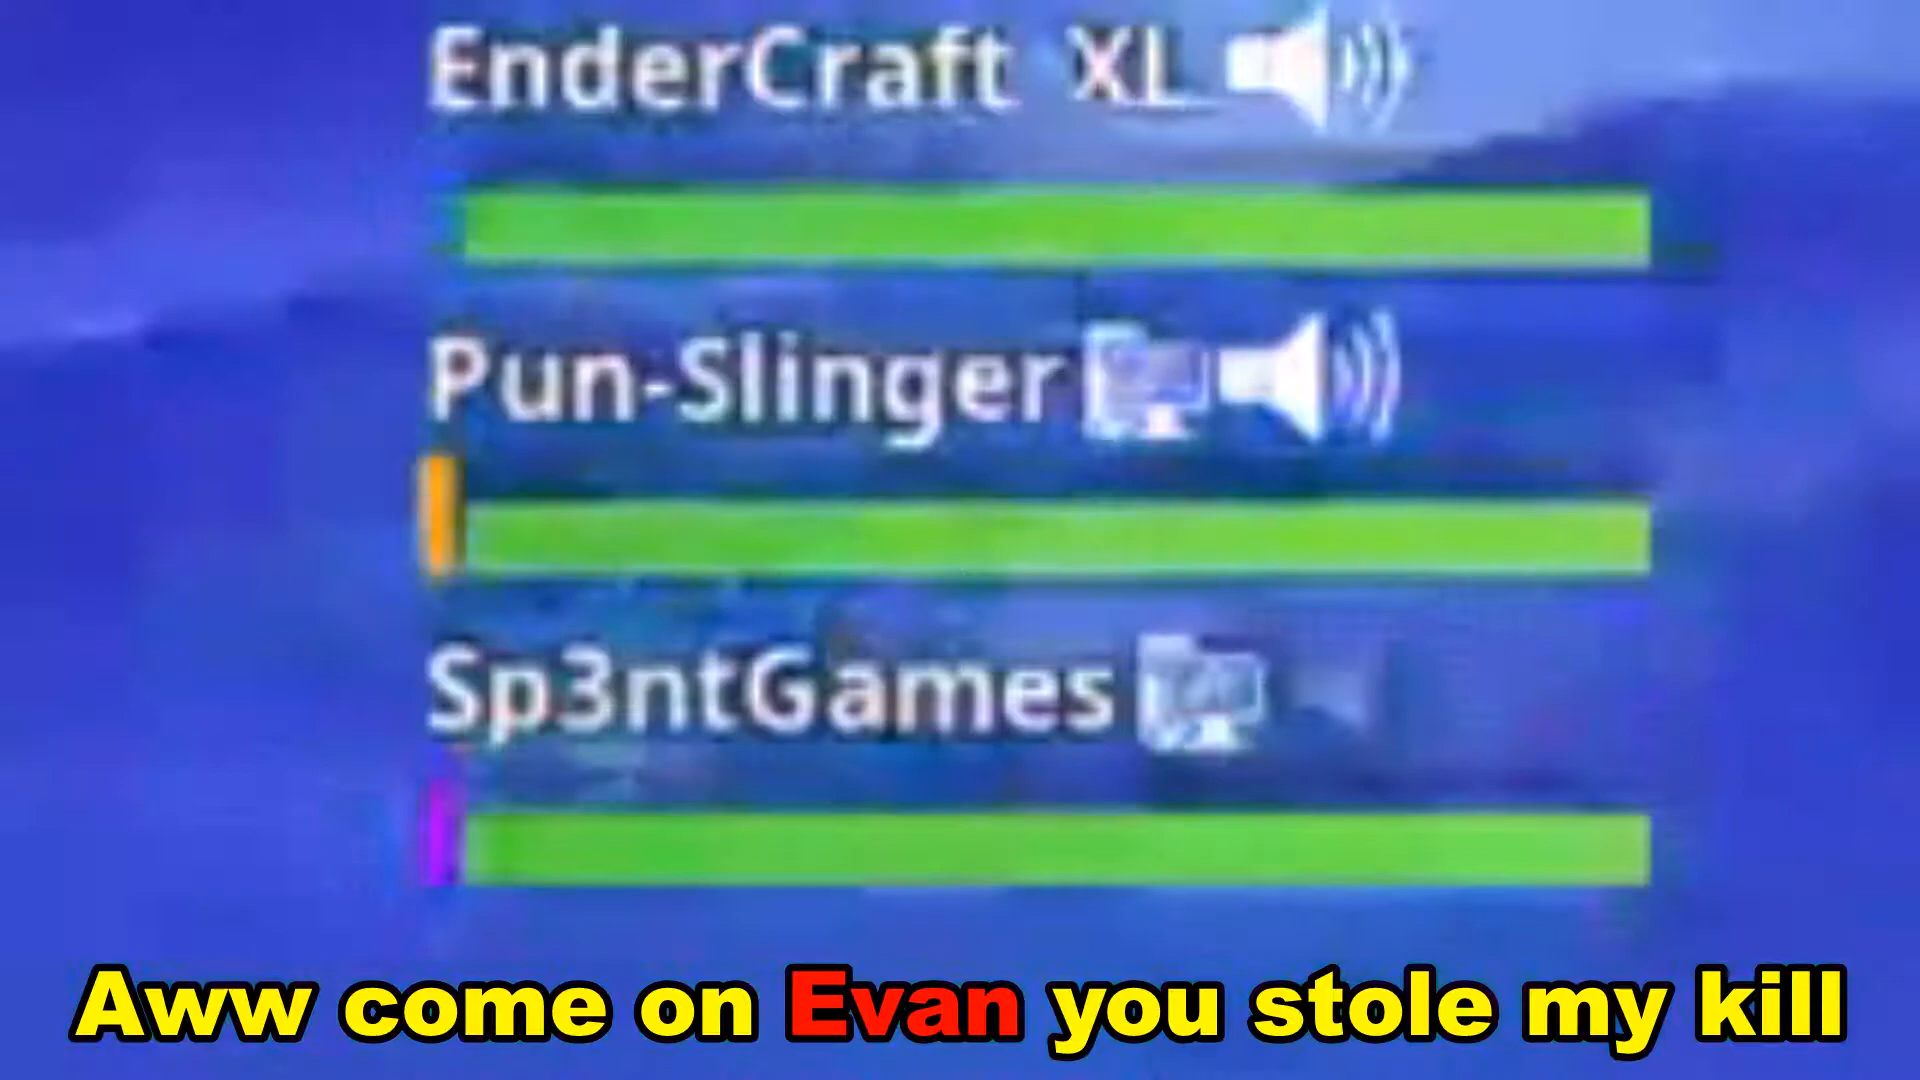 EnderCraft XL
Pun-Slinger
Sp3ntGames
Aww come on Evan you stole my kill